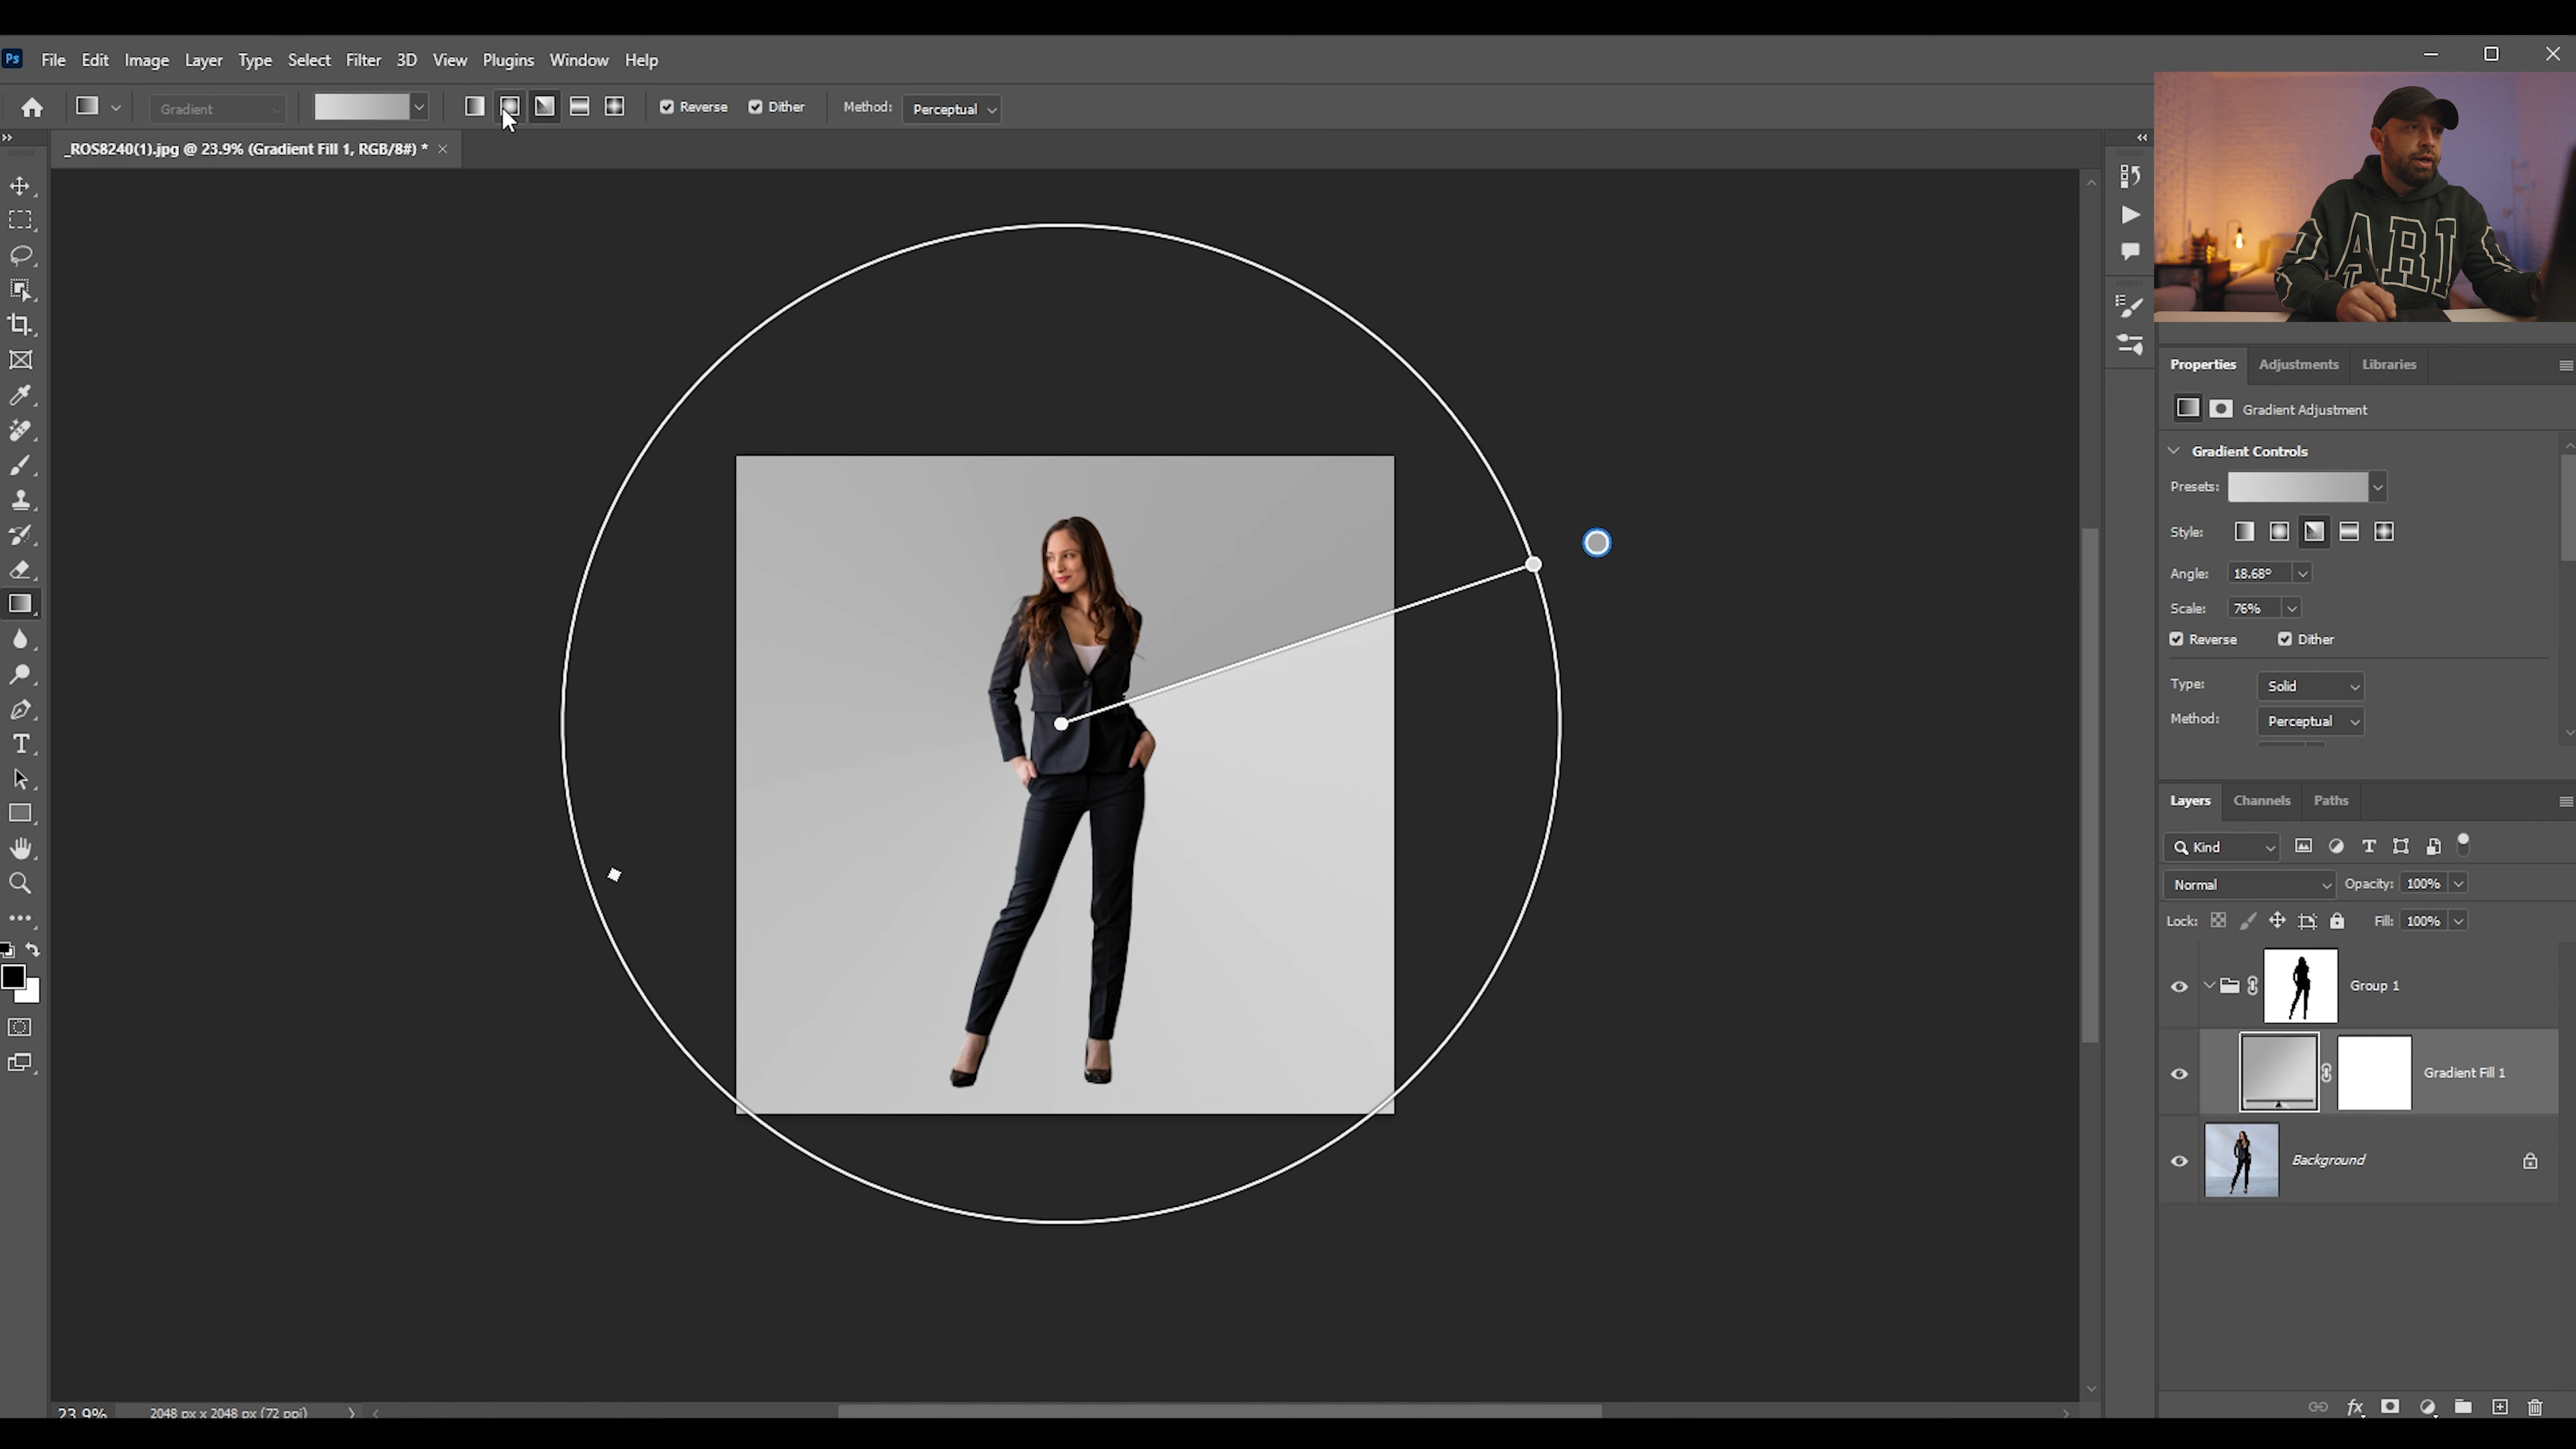 Ps File Edit Image Layer Type Select Filter 3D View Plugins Window Help
Gradient Reverse Dither Method: Perceptual
_ROS8240(1).jpg @ 23.9% (Gradient Fill 1, RGB/8#) *
PARI
Properties Adjustments Libraries
Gradient Adjustment
Gradient Controls
Presets:
Style:
Angle: 18.68°
Scale: 76%
Reverse Dither
Type: Solid
Method: Perceptual
Layers Channels Paths
Kind
Normal Opacity: 100%
Lock: Fill: 100%
Group 1
Gradient Fill 1
Background
23.9% 2048 px x 2048 px (72 ppi)